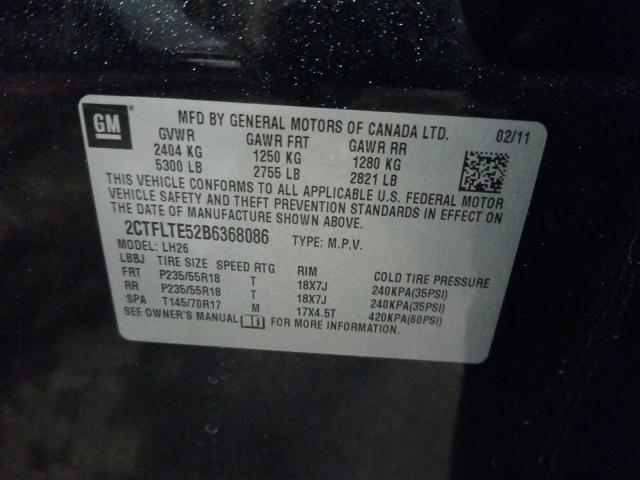 GM
MFD BY GENERAL MOTORS OF CANADA LTD. 02/11
GVWR GAWR FRT GAWR RR
2404 KG 1250 KG 1280 KG
5300 LB 2755 LB 2821 LB
THIS VEHICLE CONFORMS TO ALL APPLICABLE U.S. FEDERAL MOTOR
VEHICLE SAFETY AND THEFT PREVENTION STANDARDS IN EFFECT ON
THE DATE OF MANUFACTURE SHOWN ABOVE.
2CTFLTE52B6368086 TYPE: M.P.V.
MODEL: LH26
LBBJ TIRE SIZE SPEED RTG RIM COLD TIRE PRESSURE
FRT P235/55R18 T 18X7J 240KPA(35PSI)
RR P235/55R18 T 18X7J 240KPA(35PSI)
SPA T145/70R17 M 17X4.5T 420KPA(60PSI)
SEE OWNER'S MANUAL FOR MORE INFORMATION.